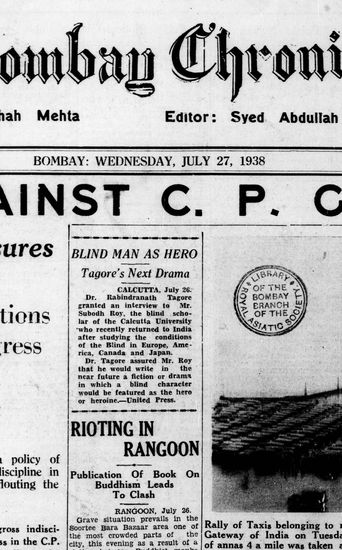 Bombay Chroni
hah Mehta
Editor: Syed Abdullah
BOMBAY: WEDNESDAY, JULY 27, 1938
AINST C. P. G
sures
tions
gress
a policy of
discipline in
flouting the
gross indisci-
ss in the C.P.
BLIND MAN AS HERO
Tagore's Next Drama
CALCUTTA, July 26.
Dr. Rabindranath Tagore
granted an interview to Mr.
Subodh Roy, the blind scho-
lar of the Calcutta University
who recently returned to India
after studying the conditions
of the Blind in Europe, Ame-
rica, Canada and Japan.
Dr. Tagore assured Mr. Roy
that he would write in the
near future a fiction or drama
in which a blind character
would be featured as the hero
or heroine.—United Press.
RIOTING IN
RANGOON
Publication Of Book On
Buddhism Leads
To Clash
RANGOON, July 26.
Grave situation prevails in the
Soortee Bara Bazaar area one of
the most crowded parts of the
city, this evening as a result of a
LIBRARY
OF THE
BOMBAY
BRANCH
OF THE
ROYAL ASIATIC SOCIETY
Rally of Taxis belonging to
Gateway of India on Tuesda
of annas 4 a mile was taken